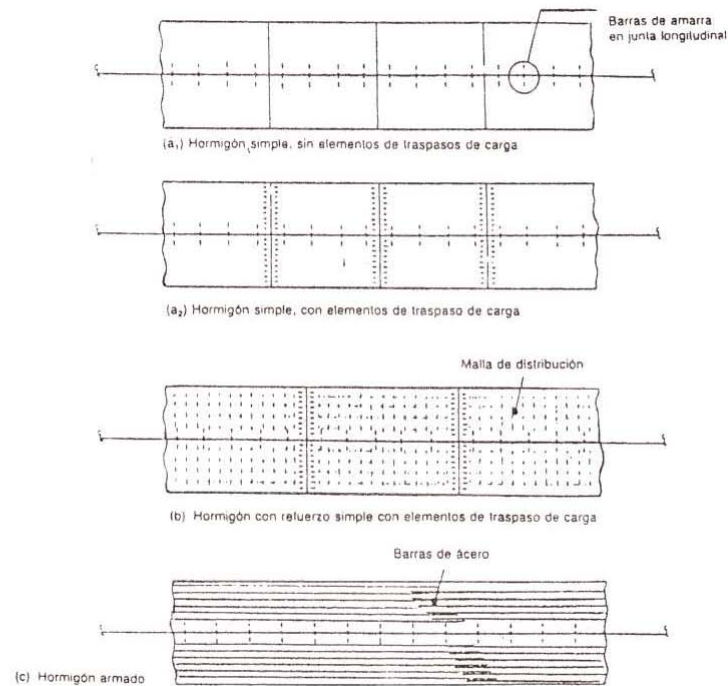 Barras de amarra
en junta longitudinal
(a₁) Hormigón simple, sin elementos de traspasos de carga
(a₂) Hormigón simple, con elementos de traspaso de carga
Malla de distribución
(b) Hormigón con refuerzo simple con elementos de traspaso de carga
Barras de ácero
(c) Hormigón armado